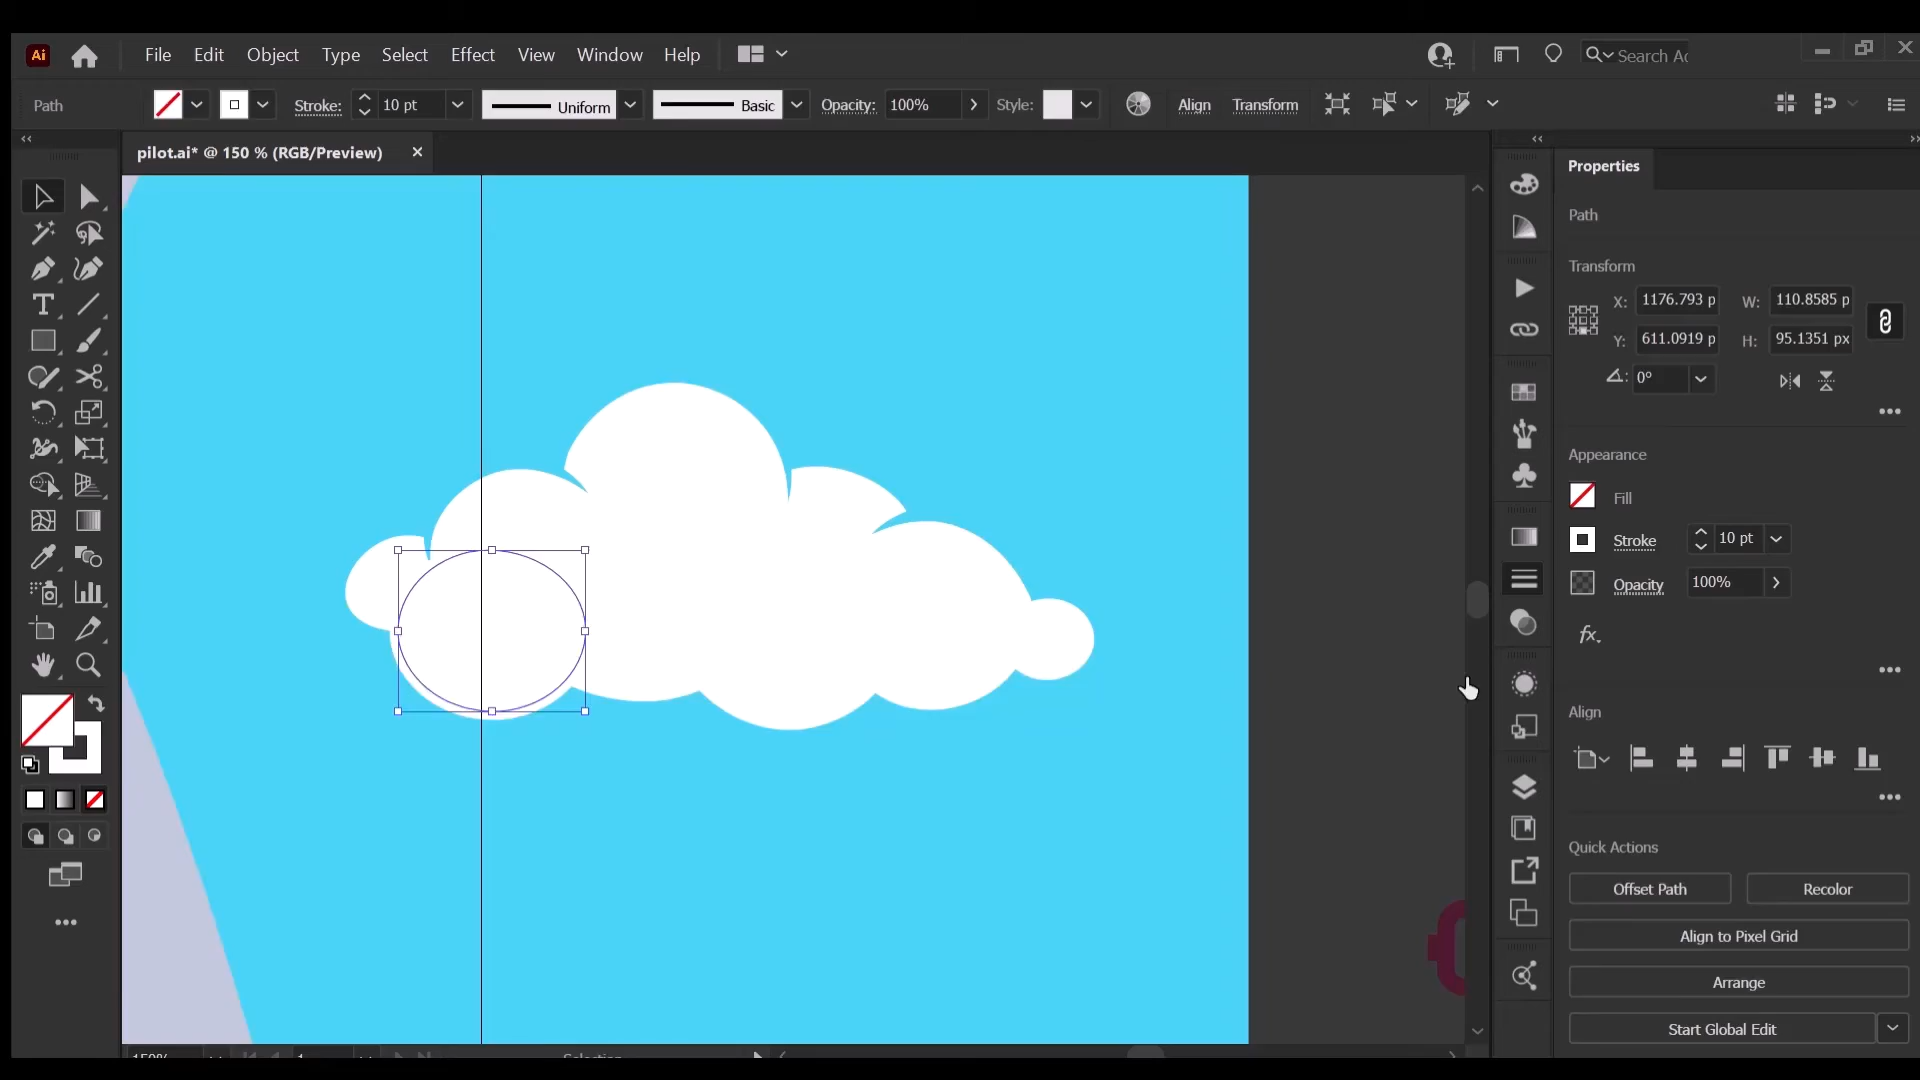 Ai File Edit Object Type Select Effect View Window Help Search Ac
Path Stroke: 10 pt Uniform Basic Opacity: 100% Style: Align Transform
pilot.ai* @ 150 % (RGB/Preview)
Properties
Path
Transform
X: 1176.793 p W: 110.8585 p
Y: 611.0919 p H: 95.1351 px
0°
Appearance
Fill
Stroke 10 pt
Opacity 100%
fx.
Align
Quick Actions
Offset Path Recolor
Align to Pixel Grid
Arrange
Start Global Edit
150% 1 Selection